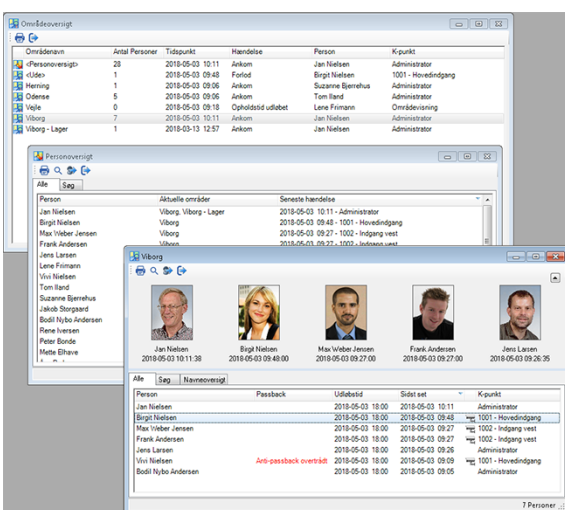 Områdeoversigt
Områdenavn Antal Personer Tidspunkt Hændelse Person K-punkt
<Personoversigt> 28 2018-05-03 10:11 Ankom Jan Nielsen Administrator
<Ude> 1 2018-05-03 09:48 Forlod Birgit Nielsen 1001 - Hovedindgang
Herning 1 2018-05-03 09:06 Ankom Suzanne Bjerrehus Administrator
Odense 5 2018-05-03 09:06 Ankom Tom Iland Administrator
Vejle 0 2018-05-03 09:18 Opholdstid udløbet Lene Frimann Områdevisning
Viborg 7 2018-05-03 10:11 Ankom Jan Nielsen Administrator
Viborg - Lager 1 2018-03-13 12:57 Ankom Jan Nielsen Administrator
Personoversigt
Alle Søg
Person Aktuelle områder Seneste hændelse
Jan Nielsen Viborg, Viborg - Lager 2018-05-03 10:11 - Administrator
Birgit Nielsen Viborg 2018-05-03 09:48 - 1001 - Hovedindgang
Max Weber Jensen Viborg 2018-05-03 09:27 - 1002 - Indgang vest
Frank Andersen Viborg 2018-05-03 09:27 - 1002 - Indgang vest
Jens Larsen
Lene Frimann
Vivi Nielsen
Tom Iland
Suzanne Bjerrehus
Jakob Storgaard
Bodil Nybo Andersen
Rene Iversen
Peter Bonde
Mette Elhave
Viborg
Jan Nielsen Birgit Nielsen Max Weber Jensen Frank Andersen Jens Larsen
2018-05-03 10:11:38 2018-05-03 09:48:00 2018-05-03 09:27:00 2018-05-03 09:27:00 2018-05-03 09:26:35
Alle Søg Navneoversigt
Person Passback Udløbstid Sidst set K-punkt
Jan Nielsen 2018-05-03 18:00 2018-05-03 10:11 Administrator
Birgit Nielsen 2018-05-03 18:00 2018-05-03 09:48 1001 - Hovedindgang
Max Weber Jensen 2018-05-03 18:00 2018-05-03 09:27 1002 - Indgang vest
Frank Andersen 2018-05-03 18:00 2018-05-03 09:27 1002 - Indgang vest
Jens Larsen 2018-05-03 18:00 2018-05-03 09:26 Administrator
Vivi Nielsen Anti-passback overtrådt 2018-05-03 18:00 2018-05-03 09:09 1001 - Hovedindgang
Bodil Nybo Andersen 2018-05-03 18:00 2018-05-03 09:05 Administrator
7 Personer